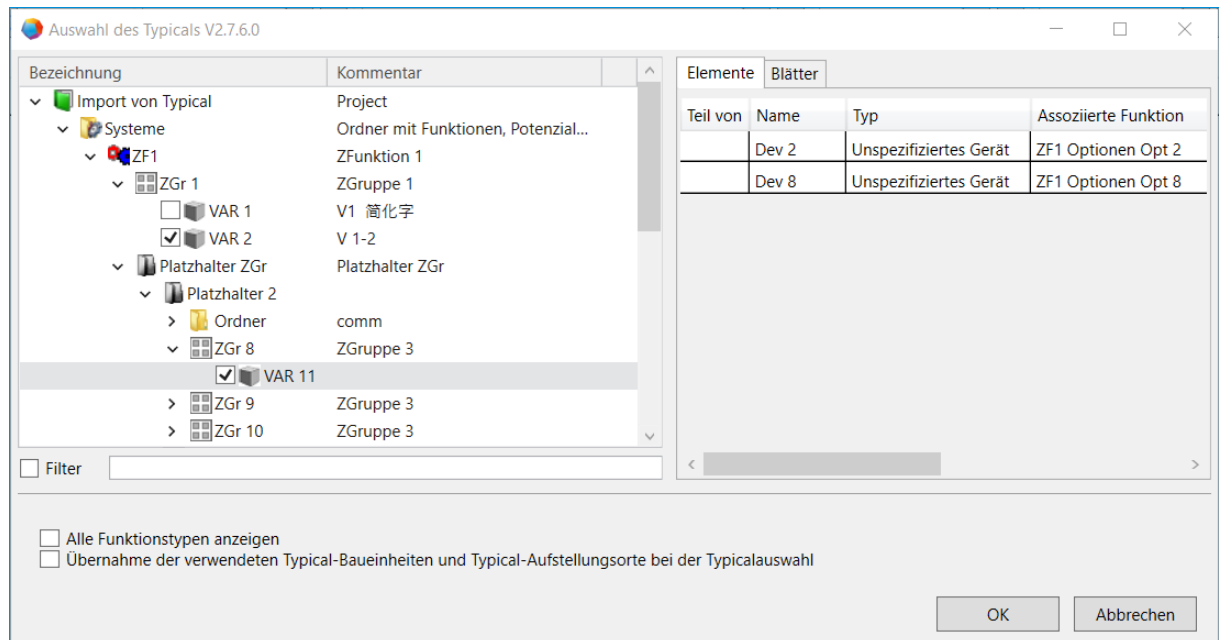 Auswahl des Typicals V2.7.6.0
Bezeichnung Kommentar
Import von Typical Project
Systeme Ordner mit Funktionen, Potenzial...
ZF1 ZFunktion 1
ZGr 1 ZGruppe 1
VAR 1 V1 简化字
VAR 2 V 1-2
Platzhalter ZGr Platzhalter ZGr
Platzhalter 2
Ordner comm
ZGr 8 ZGruppe 3
VAR 11
ZGr 9 ZGruppe 3
ZGr 10 ZGruppe 3
Filter
Elemente Blätter
Teil von Name Typ Assoziierte Funktion
Dev 2 Unspezifiziertes Gerät ZF1 Optionen Opt 2
Dev 8 Unspezifiziertes Gerät ZF1 Optionen Opt 8
Alle Funktionstypen anzeigen
Übernahme der verwendeten Typical-Baueinheiten und Typical-Aufstellungsorte bei der Typicalauswahl
OK Abbrechen